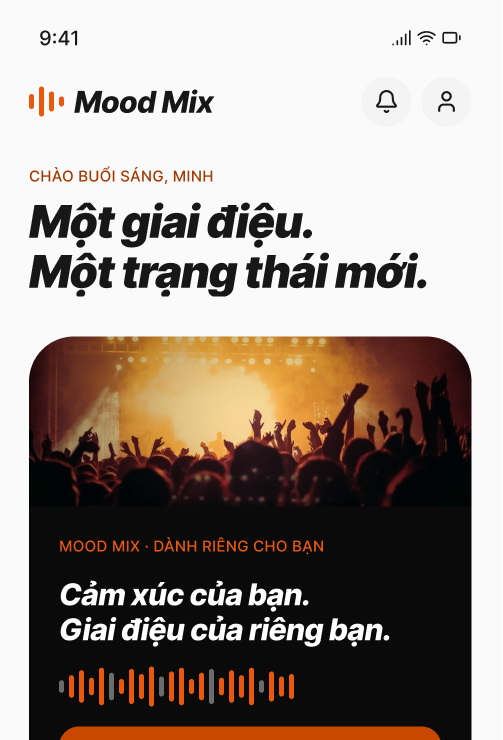 9:41
Mood Mix
CHÀO BUỔI SÁNG, MINH
Một giai điệu.
Một trạng thái mới.
MOOD MIX · DÀNH RIÊNG CHO BẠN
Cảm xúc của bạn.
Giai điệu của riêng bạn.